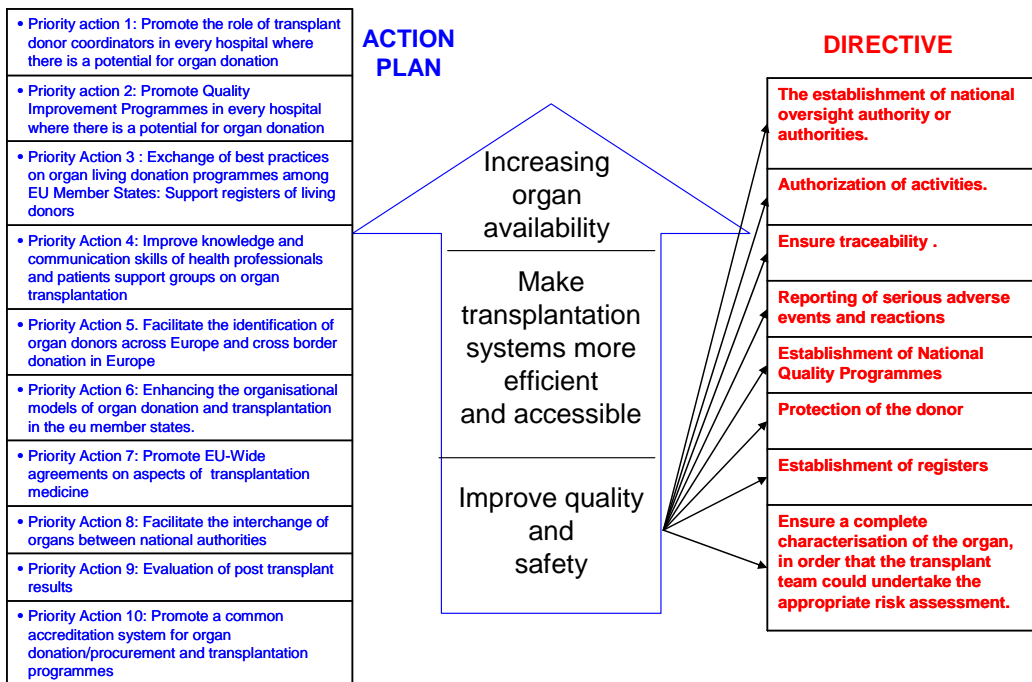 • Priority action 1: Promote the role of transplant
donor coordinators in every hospital where
there is a potential for organ donation
• Priority action 2: Promote Quality
Improvement Programmes in every hospital
where there is a potential for organ donation
• Priority Action 3 : Exchange of best practices
on organ living donation programmes among
EU Member States: Support registers of living
donors
• Priority Action 4: Improve knowledge and
communication skills of health professionals
and patients support groups on organ
transplantation
• Priority Action 5. Facilitate the identification of
organ donors across Europe and cross border
donation in Europe
• Priority Action 6: Enhancing the organisational
models of organ donation and transplantation
in the eu member states.
• Priority Action 7: Promote EU-Wide
agreements on aspects of transplantation
medicine
• Priority Action 8: Facilitate the interchange of
organs between national authorities
• Priority Action 9: Evaluation of post transplant
results
• Priority Action 10: Promote a common
accreditation system for organ
donation/procurement and transplantation
programmes
ACTION
PLAN
Increasing
organ
availability
Make
transplantation
systems more
efficient
and accessible
Improve quality
and
safety
DIRECTIVE
The establishment of national
oversight authority or
authorities.
Authorization of activities.
Ensure traceability .
Reporting of serious adverse
events and reactions
Establishment of National
Quality Programmes
Protection of the donor
Establishment of registers
Ensure a complete
characterisation of the organ,
in order that the transplant
team could undertake the
appropriate risk assessment.